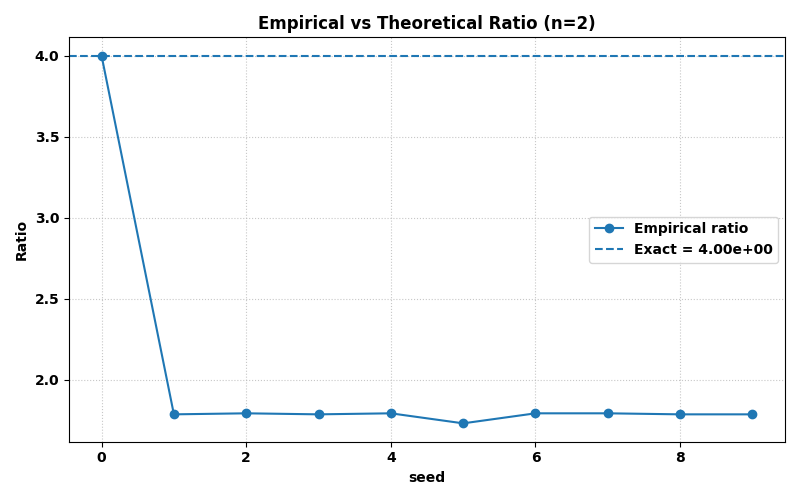 Empirical vs Theoretical Ratio (n=2)
4.0
3.5
3.0
2.5
2.0
Ratio
Empirical ratio
Exact = 4.00e+00
0 2 4 6 8
seed